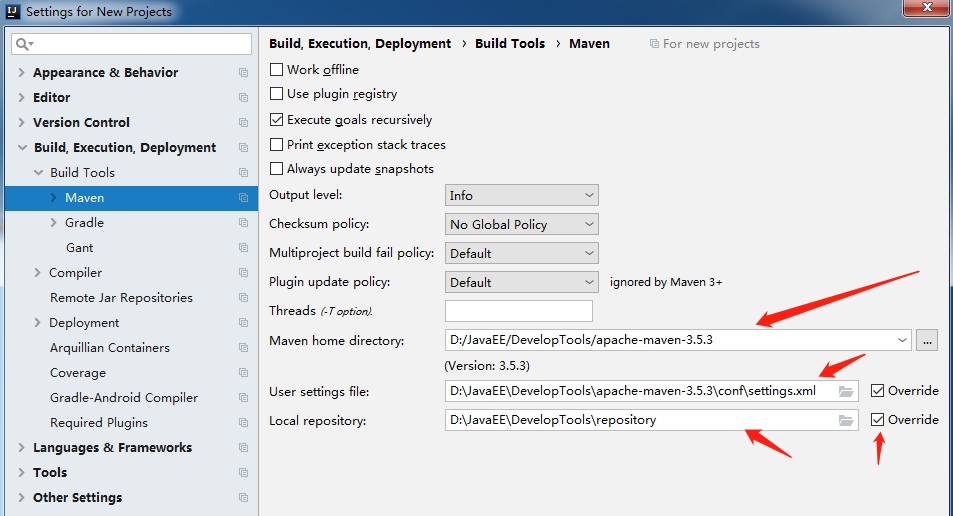 Settings for New Projects
Build, Execution, Deployment › Build Tools › Maven For new projects
Appearance & Behavior
Editor
Version Control
Build, Execution, Deployment
Build Tools
Maven
Gradle
Gant
Compiler
Remote Jar Repositories
Deployment
Arquillian Containers
Coverage
Gradle-Android Compiler
Required Plugins
Languages & Frameworks
Tools
Other Settings
Work offline
Use plugin registry
Execute goals recursively
Print exception stack traces
Always update snapshots
Output level: Info
Checksum policy: No Global Policy
Multiproject build fail policy: Default
Plugin update policy: Default ignored by Maven 3+
Threads (-T option).
Maven home directory: D:/JavaEE/DevelopTools/apache-maven-3.5.3 ...
(Version: 3.5.3)
User settings file: D:\JavaEE\DevelopTools\apache-maven-3.5.3\conf\settings.xml Override
Local repository: D:\JavaEE\DevelopTools\repository Override